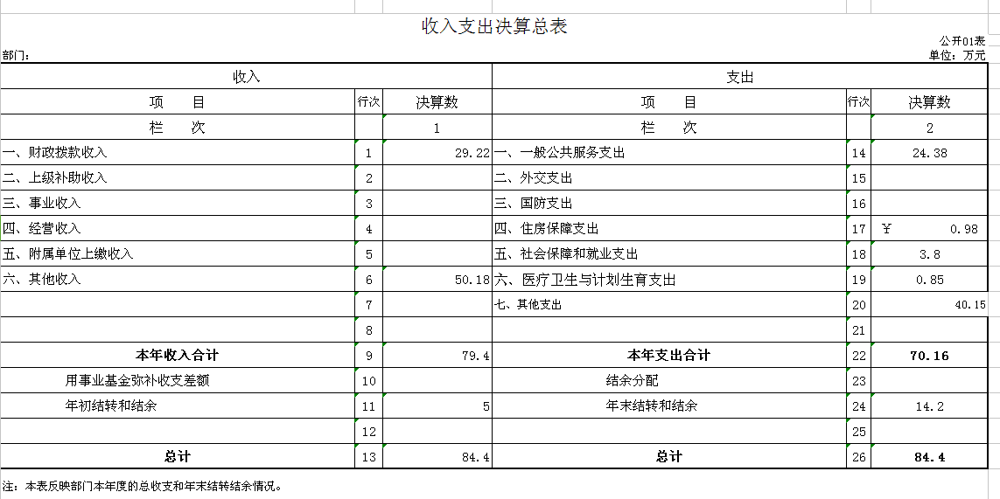 收入支出决算总表
公开01表
部门: 单位: 万元
收入 支出
项 目 行次 决算数 项 目 行次 决算数
栏 次 1 栏 次 2
一、财政拨款收入 1 29.22 一、一般公共服务支出 14 24.38
二、上级补助收入 2 二、外交支出 15
三、事业收入 3 三、国防支出 16
四、经营收入 4 四、住房保障支出 17 ￥ 0.98
五、附属单位上缴收入 5 五、社会保障和就业支出 18 3.8
六、其他收入 6 50.18 六、医疗卫生与计划生育支出 19 0.85
7 七、其他支出 20 40.15
8 21
本年收入合计 9 79.4 本年支出合计 22 70.16
用事业基金弥补收支差额 10 结余分配 23
年初结转和结余 11 5 年末结转和结余 24 14.2
12 25
总计 13 84.4 总计 26 84.4
注: 本表反映部门本年度的总收支和年末结转结余情况。